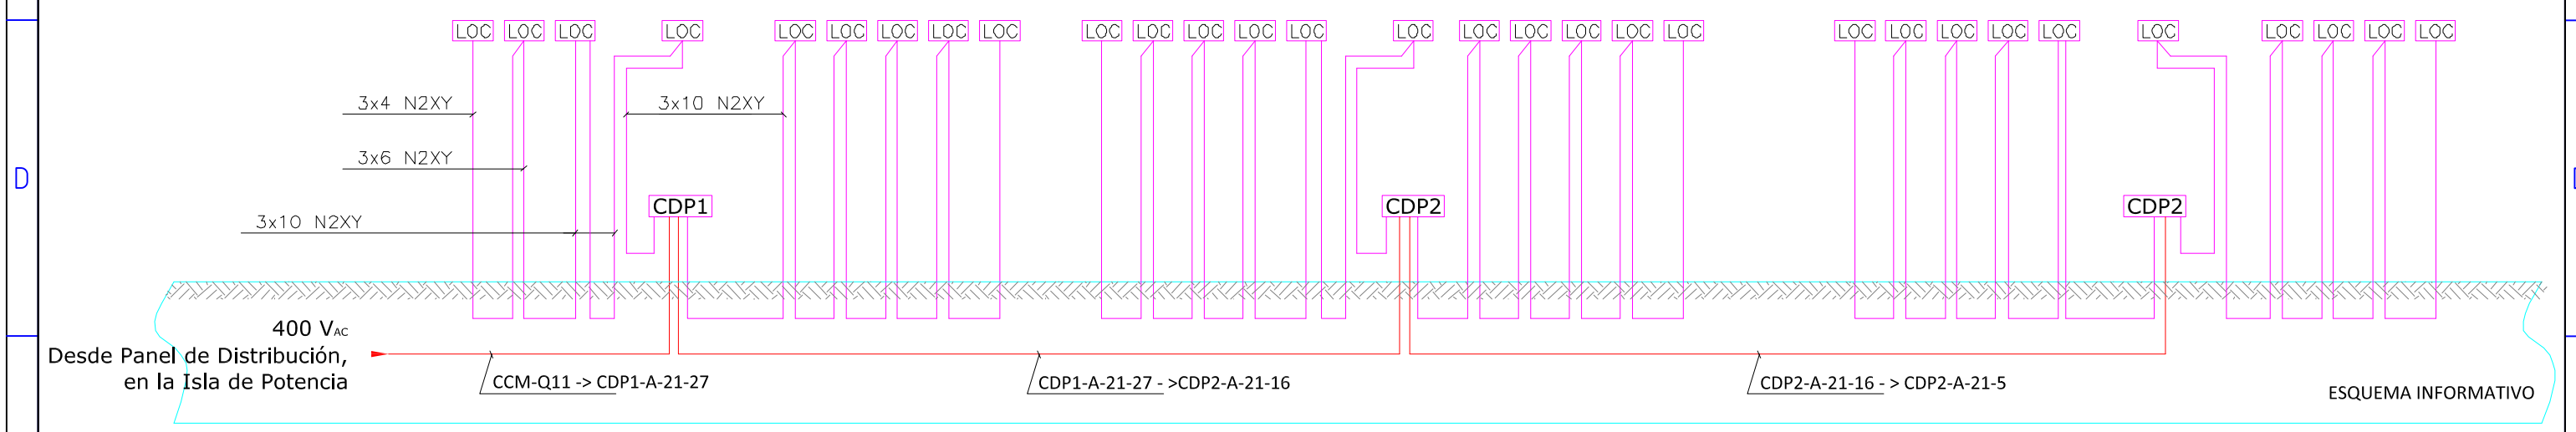 LOC LOC LOC LOC LOC LOC LOC LOC LOC LOC LOC LOC LOC LOC LOC LOC LOC LOC LOC LOC LOC LOC LOC LOC LOC LOC LOC LOC LOC LOC
3x4 N2XY
3x10 N2XY
3x6 N2XY
D
CDP1
CDP2
CDP2
3x10 N2XY
400 VAC
Desde Panel de Distribución,
en la Isla de Potencia
CCM-Q11 -> CDP1-A-21-27
CDP1-A-21-27 - >CDP2-A-21-16
CDP2-A-21-16 - > CDP2-A-21-5
ESQUEMA INFORMATIVO